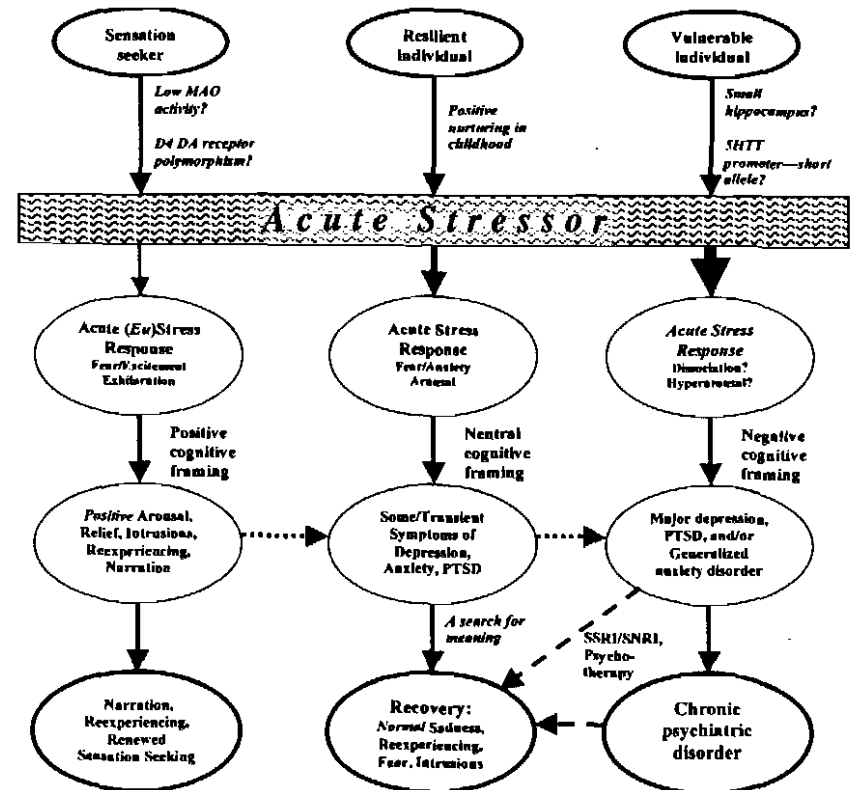 Sensation
seeker
Resilient
individual
Vulnerable
individual
Low MAO
activity?
D4 DA receptor
polymorphism?
Positive
nurturing in
childhood
Small
hippocampus?
5HTT
promoter—short
allele?
Acute Stressor
Acute (Eu)Stress
Response
Fear/Excitement
Exhilaration
Acute Stress
Response
Fear/Anxiety
Arousal
Acute Stress
Response
Dissociation?
Hyperarousal?
Positive
cognitive
framing
Neutral
cognitive
framing
Negative
cognitive
framing
Positive Arousal,
Relief, Intrusions,
Reexperiencing,
Narration
Some/Transient
Symptoms of
Depression,
Anxiety, PTSD
Major depression,
PTSD, and/or
Generalized
anxiety disorder
A search for
meaning
SSRI/SNRI,
Psycho-
therapy
Narration,
Reexperiencing,
Renewed
Sensation Seeking
Recovery:
Normal Sadness,
Reexperiencing,
Fear, Intrusions
Chronic
psychiatric
disorder